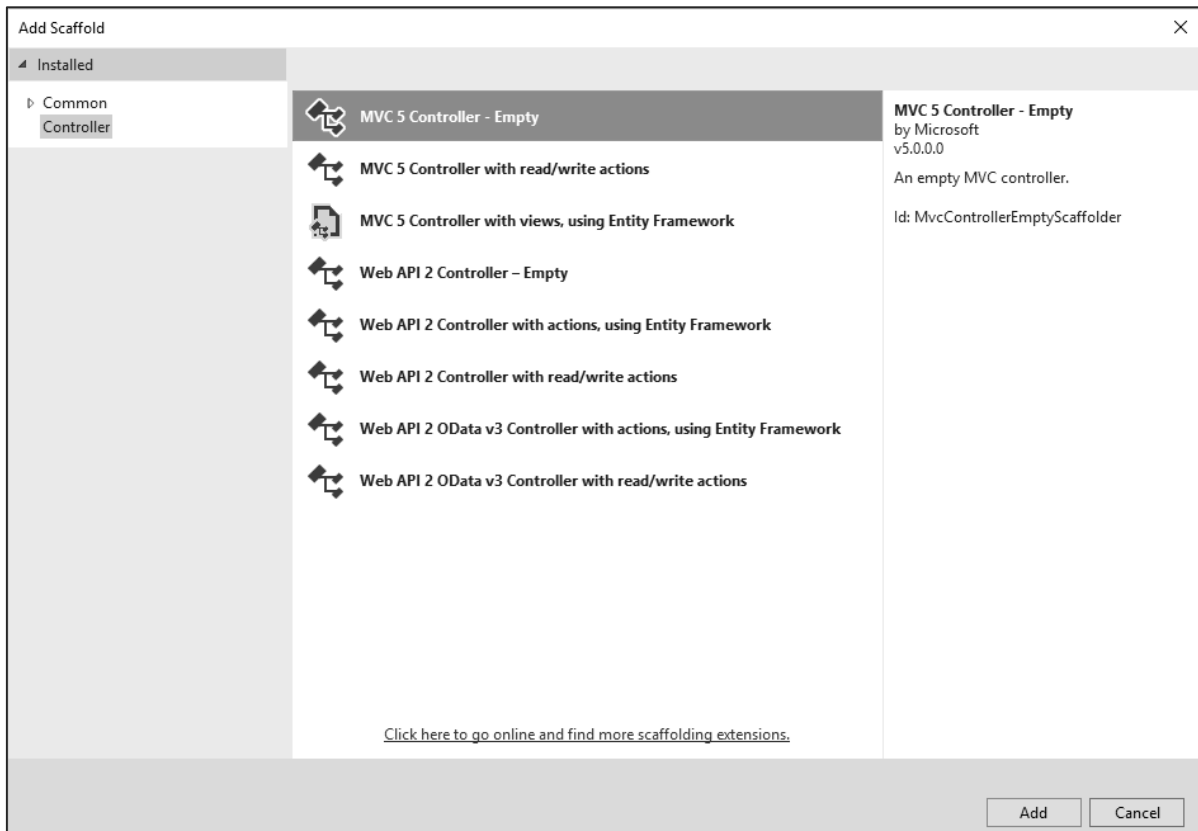 Add Scaffold
Installed
Common
Controller
MVC 5 Controller - Empty
MVC 5 Controller with read/write actions
MVC 5 Controller with views, using Entity Framework
Web API 2 Controller – Empty
Web API 2 Controller with actions, using Entity Framework
Web API 2 Controller with read/write actions
Web API 2 OData v3 Controller with actions, using Entity Framework
Web API 2 OData v3 Controller with read/write actions
Click here to go online and find more scaffolding extensions.
MVC 5 Controller - Empty
by Microsoft
v5.0.0.0
An empty MVC controller.
Id: MvcControllerEmptyScaffolder
Add
Cancel